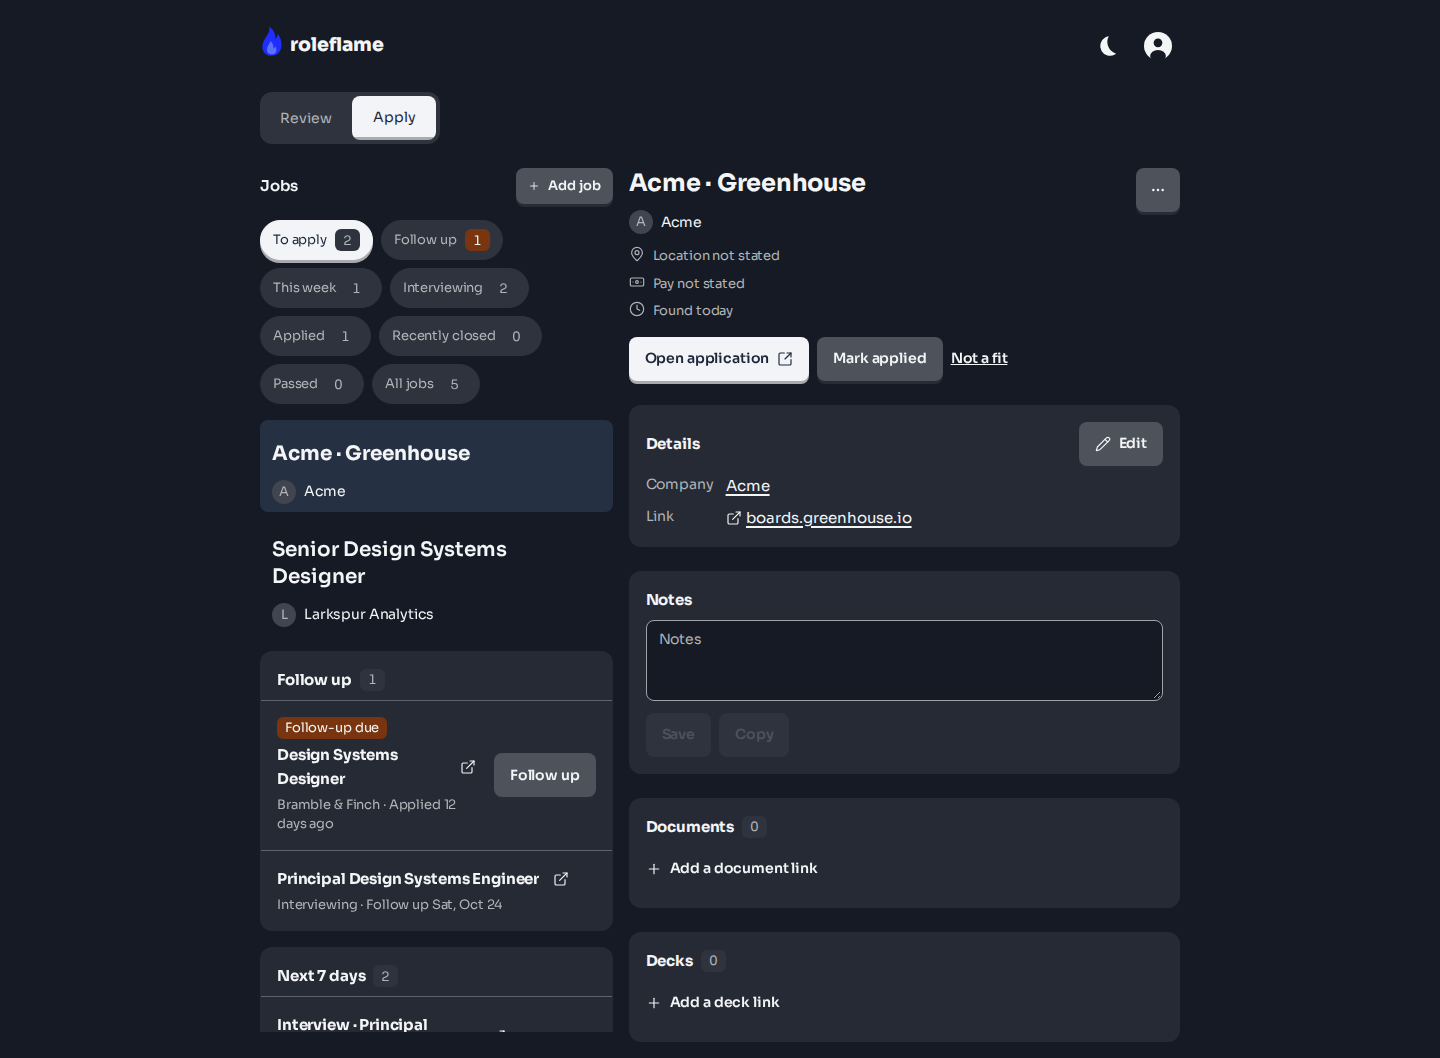 roleflame
Review
Apply
Jobs
+ Add job
To apply 2
Follow up 1
This week 1
Interviewing 2
Applied 1
Recently closed 0
Passed 0
All jobs 5
Acme · Greenhouse
A Acme
Senior Design Systems
Designer
L Larkspur Analytics
Follow up 1
Follow-up due
Design Systems
Designer
Bramble & Finch · Applied 12
days ago
Follow up
Principal Design Systems Engineer
Interviewing · Follow up Sat, Oct 24
Next 7 days 2
Interview · Principal
Acme · Greenhouse
...
A Acme
Location not stated
Pay not stated
Found today
Open application
Mark applied
Not a fit
Details
Edit
Company Acme
Link boards.greenhouse.io
Notes
Notes
Save
Copy
Documents 0
+ Add a document link
Decks 0
+ Add a deck link